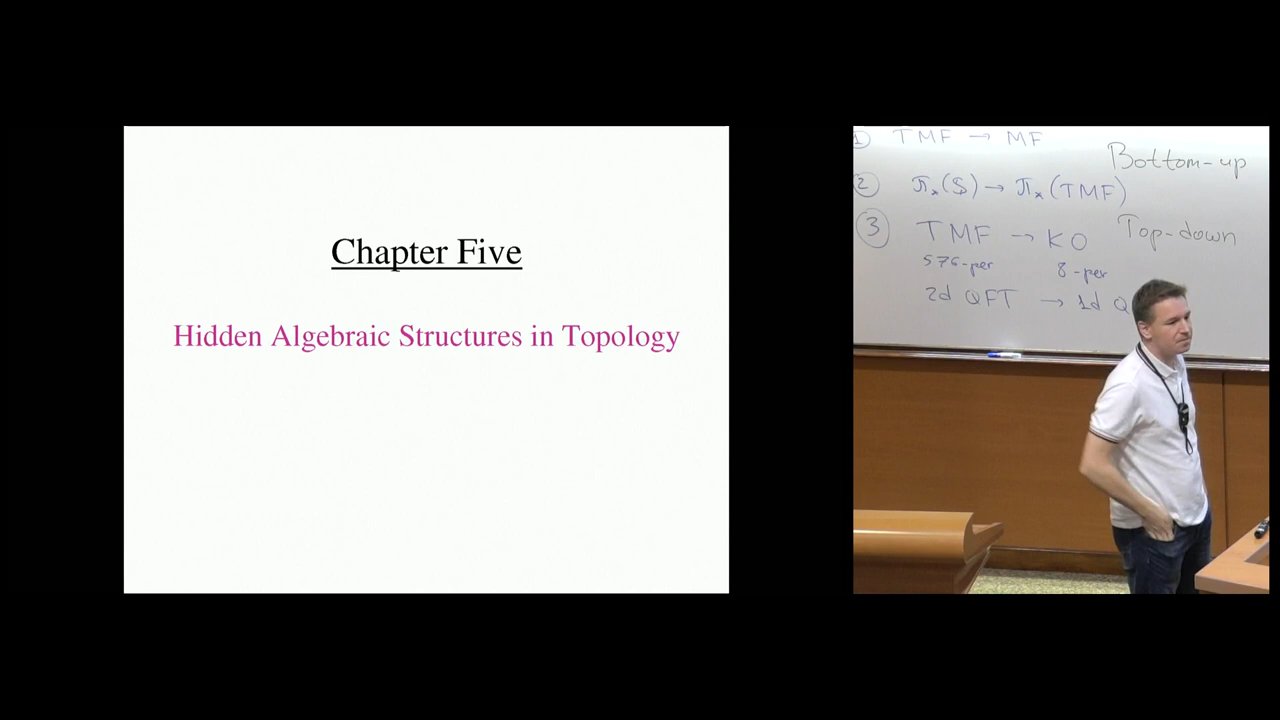 Chapter Five
Hidden Algebraic Structures in Topology
1 TMF → MF
Bottom-up
2 π*($) → π*(TMF)
3 TMF → KO
Top-down
576-per 8-per
2d QFT → 1d Q